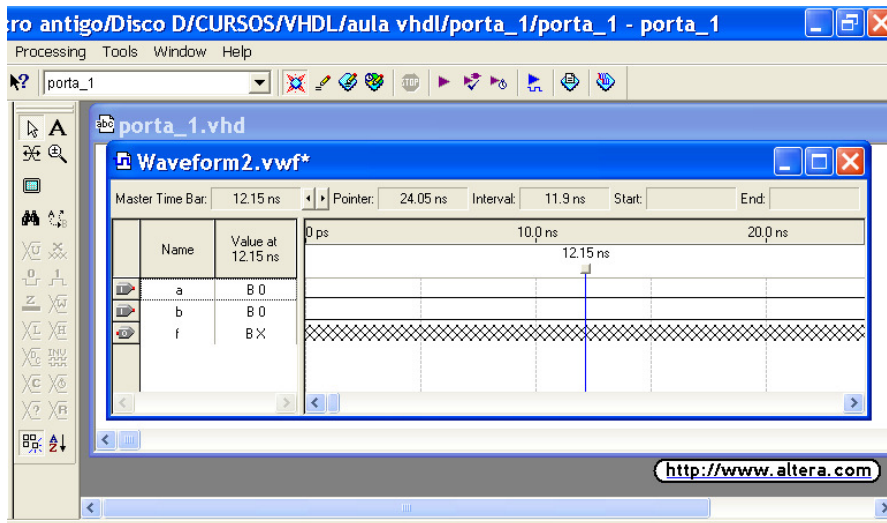 cro antigo/Disco D/CURSOS/VHDL/aula vhdl/porta_1/porta_1 - porta_1
Processing Tools Window Help
porta_1
STOP
abc porta_1.vhd
Waveform2.vwf*
Master Time Bar: 12.15 ns Pointer: 24.05 ns Interval: 11.9 ns Start: End:
Name Value at 12.15 ns 0 ps 10.0 ns 20.0 ns
12.15 ns
a B 0
b B 0
f B X
http://www.altera.com